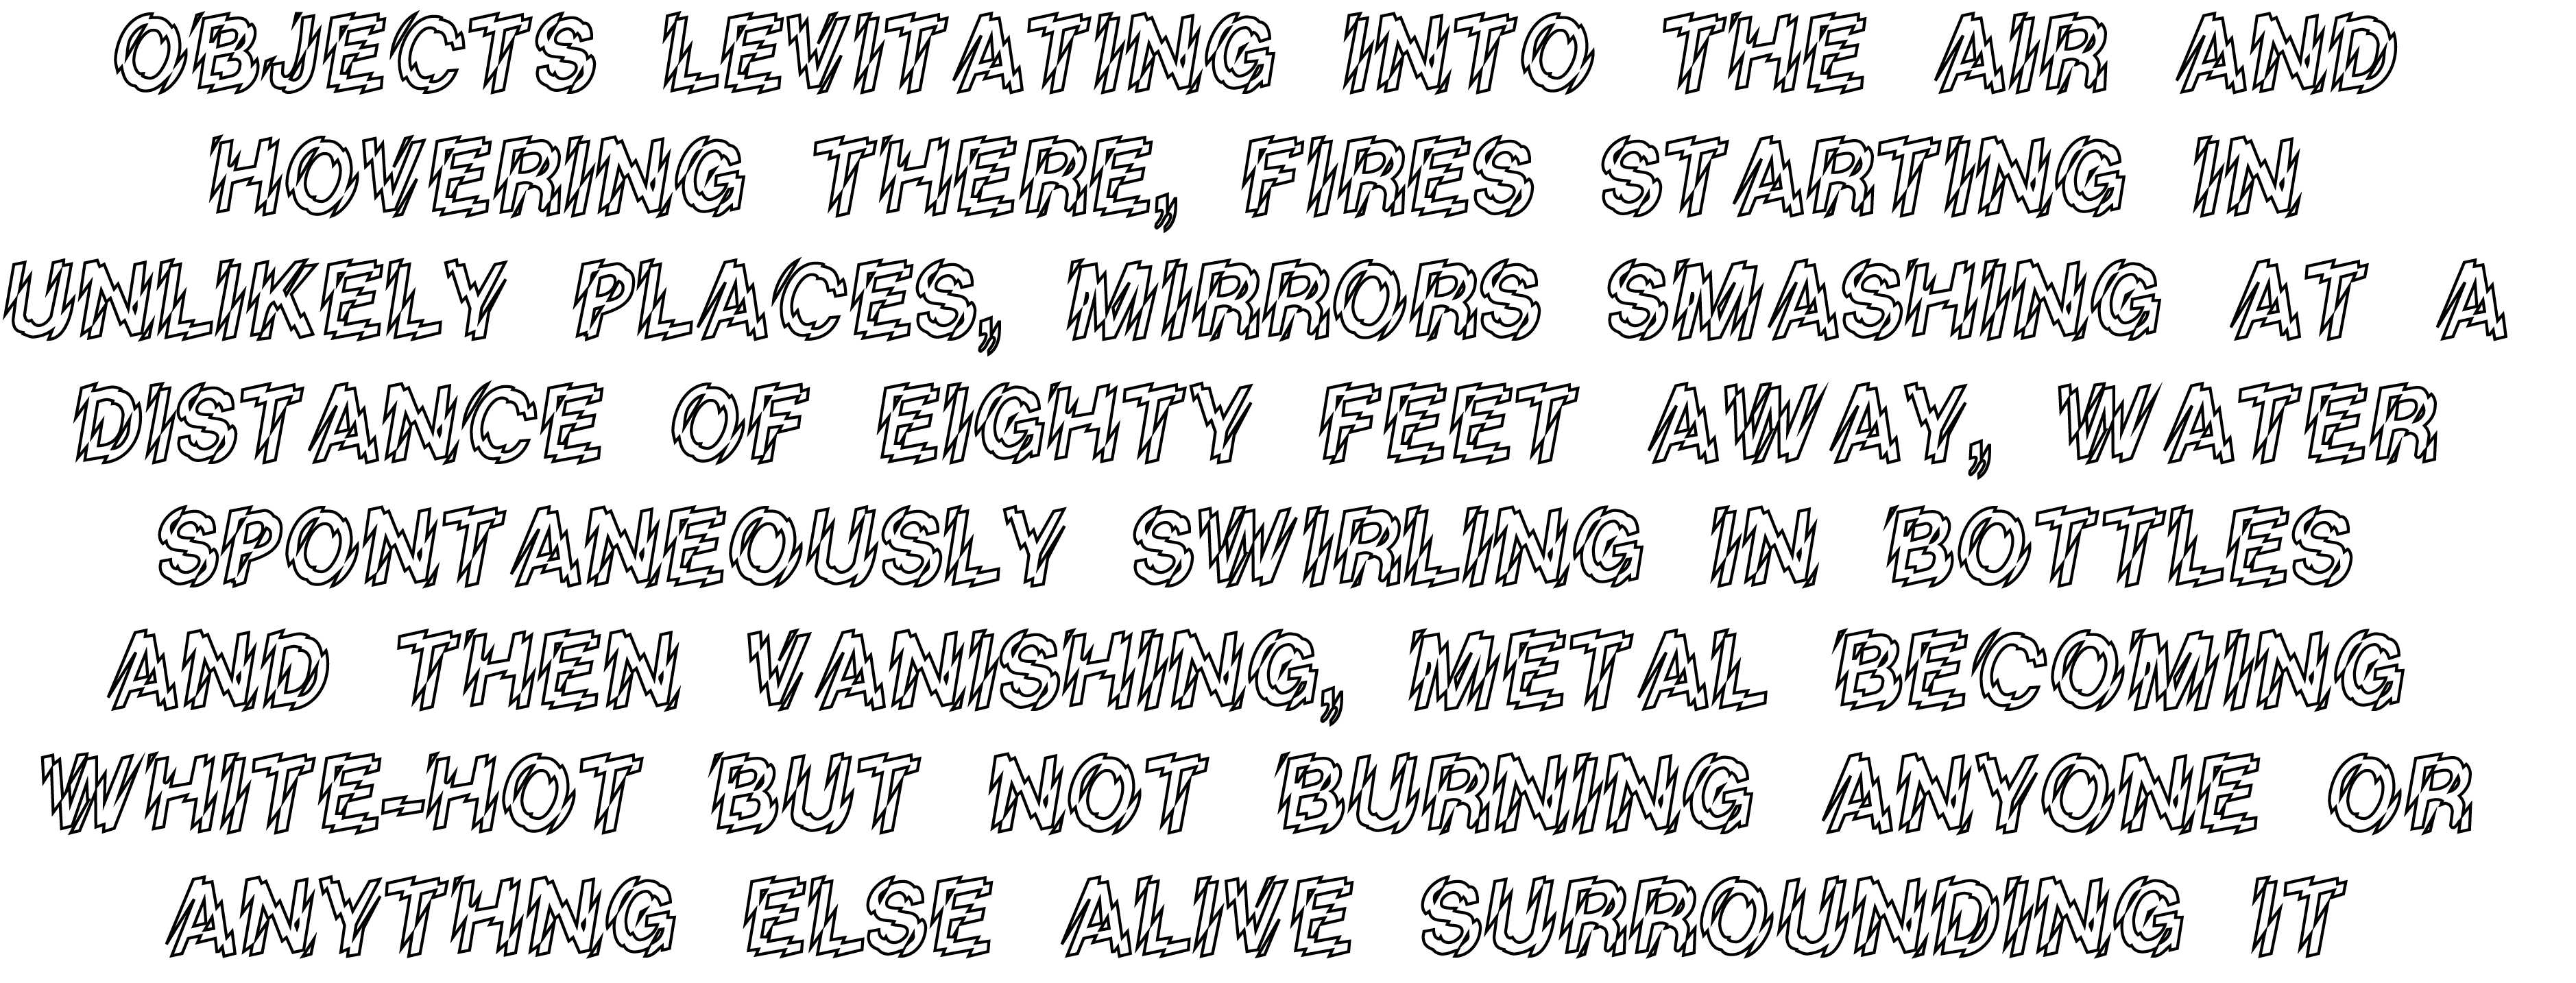 OBJECTS LEVITATING INTO THE AIR AND
HOVERING THERE, FIRES STARTING IN
UNLIKELY PLACES, MIRRORS SMASHING AT A
DISTANCE OF EIGHTY FEET AWAY, WATER
SPONTANEOUSLY SWIRLING IN BOTTLES
AND THEN VANISHING, METAL BECOMING
WHITE-HOT BUT NOT BURNING ANYONE OR
ANYTHNG ELSE ALIVE SURROUNDING IT